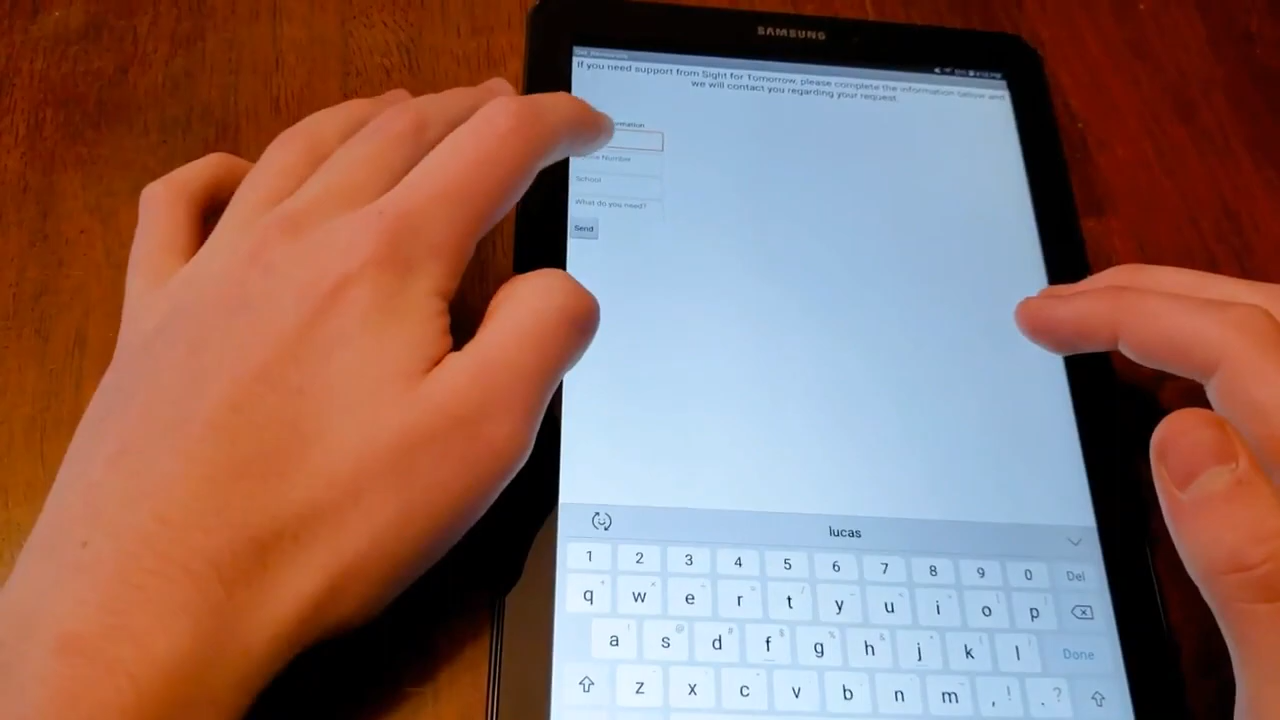 SAMSUNG
If you need support from Sight for Tomorrow, please complete the information below and
we will contact you regarding your request.
School
What do you need?
Send
lucas
1 2 3 4 5 6 7 8 9 0 Del
q w e r t y u i o p
a s d f g h j k l Done
z x c v b n m , ! . ?